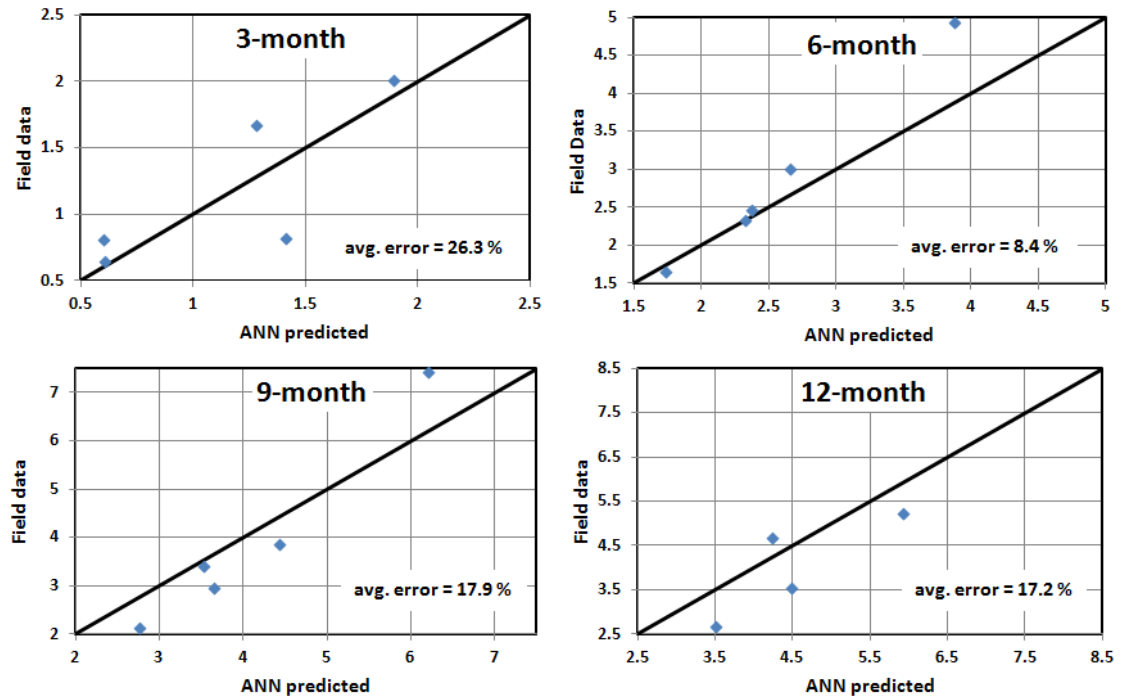 3-month
Field data
2.5
2
1.5
1
0.5
avg. error = 26.3 %
0.5 1 1.5 2 2.5
ANN predicted
6-month
Field Data
5
4.5
4
3.5
3
2.5
2
1.5
avg. error = 8.4 %
1.5 2 2.5 3 3.5 4 4.5 5
ANN predicted
9-month
Field data
7
6
5
4
3
2
avg. error = 17.9 %
2 3 4 5 6 7
ANN predicted
12-month
Field data
8.5
7.5
6.5
5.5
4.5
3.5
2.5
avg. error = 17.2 %
2.5 3.5 4.5 5.5 6.5 7.5 8.5
ANN predicted